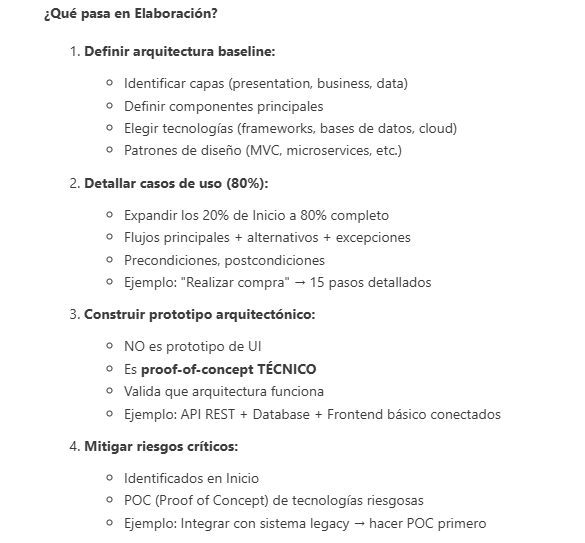 ¿Qué pasa en Elaboración?
1. Definir arquitectura baseline:
○ Identificar capas (presentation, business, data)
○ Definir componentes principales
○ Elegir tecnologías (frameworks, bases de datos, cloud)
○ Patrones de diseño (MVC, microservices, etc.)
2. Detallar casos de uso (80%):
○ Expandir los 20% de Inicio a 80% completo
○ Flujos principales + alternativos + excepciones
○ Precondiciones, postcondiciones
○ Ejemplo: "Realizar compra" → 15 pasos detallados
3. Construir prototipo arquitectónico:
○ NO es prototipo de UI
○ Es proof-of-concept TÉCNICO
○ Valida que arquitectura funciona
○ Ejemplo: API REST + Database + Frontend básico conectados
4. Mitigar riesgos críticos:
○ Identificados en Inicio
○ POC (Proof of Concept) de tecnologías riesgosas
○ Ejemplo: Integrar con sistema legacy → hacer POC primero